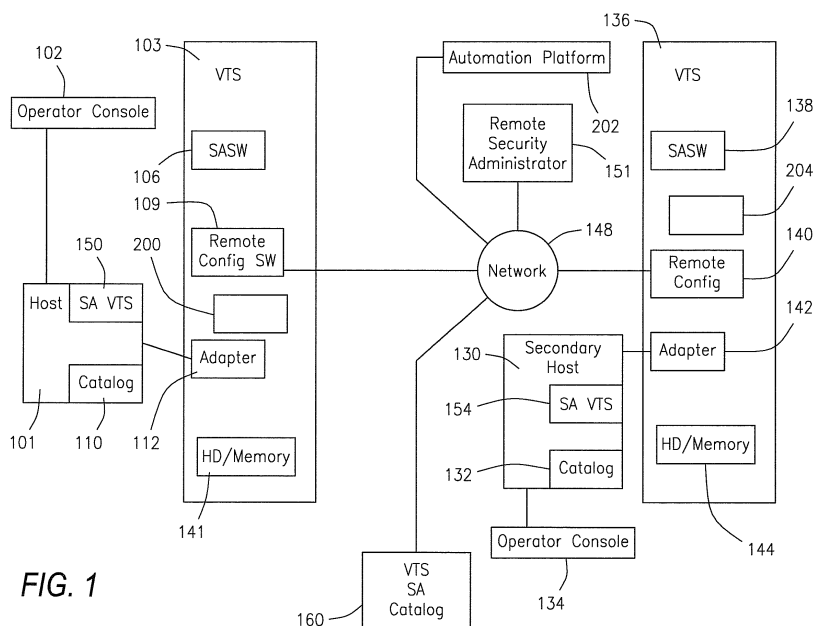 102
Operator Console
103
VTS
SASW
106
109
Remote
Config SW
150
200
Host
SA VTS
Adapter
Catalog
101
110
112
HD/Memory
141
Automation Platform
202
Remote
Security
Administrator
151
148
Network
136
VTS
SASW
138
204
Remote
Config
140
130
Secondary
Host
Adapter
142
154
SA VTS
132
Catalog
HD/Memory
144
Operator Console
134
VTS
SA
Catalog
160
FIG. 1